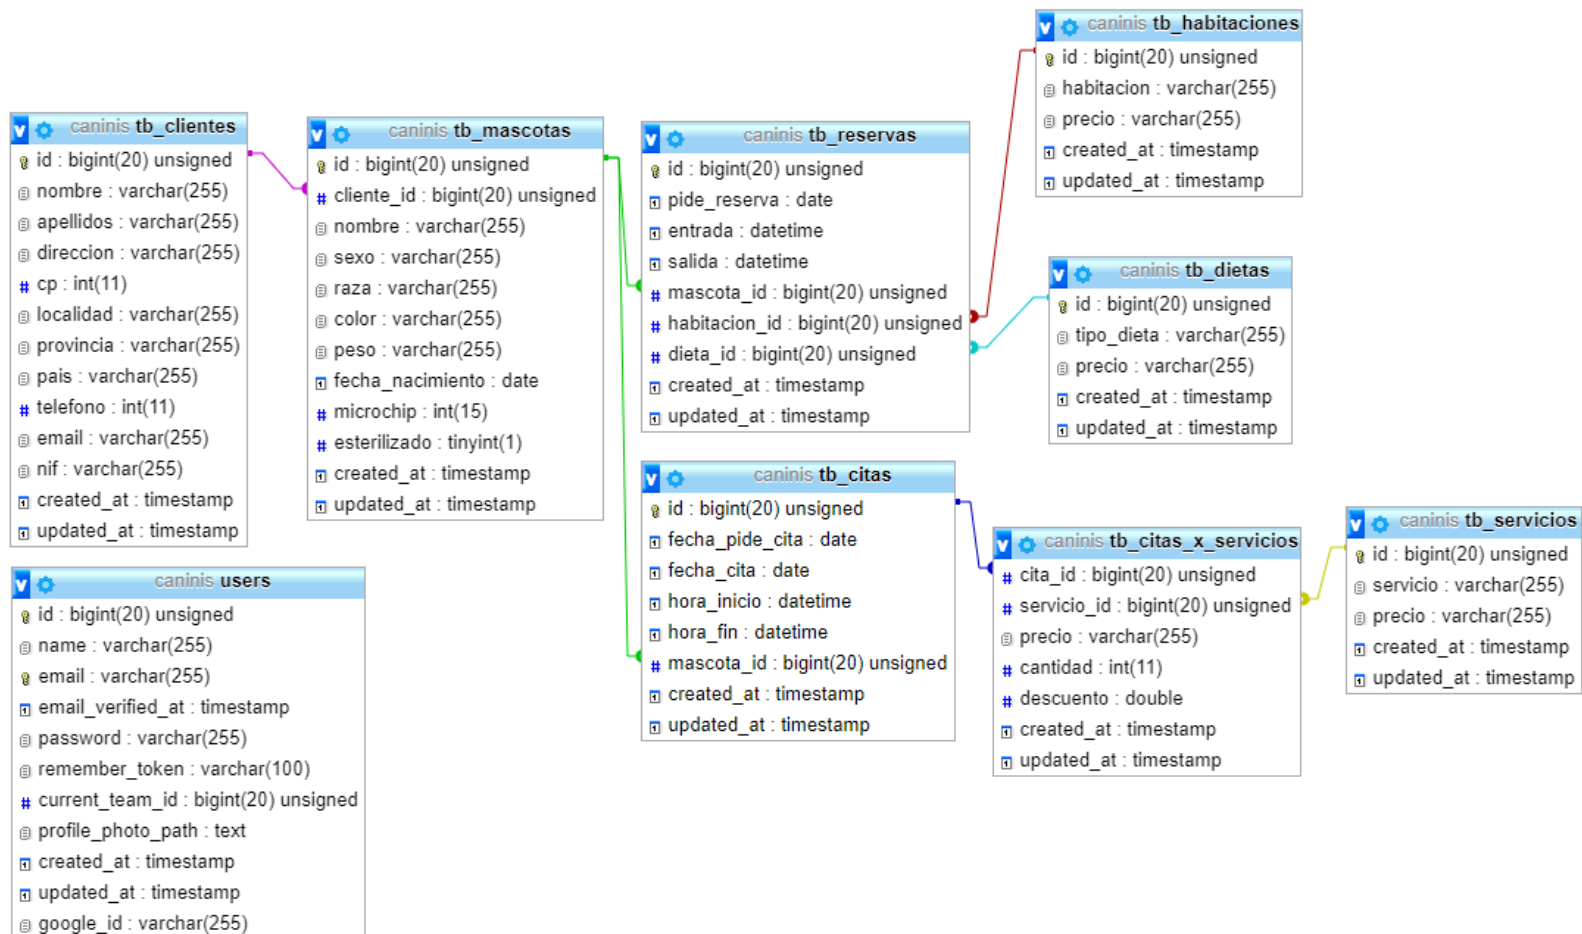 caninis tb_clientes
id : bigint(20) unsigned
nombre : varchar(255)
apellidos : varchar(255)
direccion : varchar(255)
# cp : int(11)
localidad : varchar(255)
provincia : varchar(255)
pais : varchar(255)
# telefono : int(11)
email : varchar(255)
nif : varchar(255)
created_at : timestamp
updated_at : timestamp
caninis users
id : bigint(20) unsigned
name : varchar(255)
email : varchar(255)
email_verified_at : timestamp
password : varchar(255)
remember_token : varchar(100)
# current_team_id : bigint(20) unsigned
profile_photo_path : text
created_at : timestamp
updated_at : timestamp
google_id : varchar(255)
caninis tb_mascotas
id : bigint(20) unsigned
# cliente_id : bigint(20) unsigned
nombre : varchar(255)
sexo : varchar(255)
raza : varchar(255)
color : varchar(255)
peso : varchar(255)
fecha_nacimiento : date
# microchip : int(15)
# esterilizado : tinyint(1)
created_at : timestamp
updated_at : timestamp
caninis tb_reservas
id : bigint(20) unsigned
pide_reserva : date
entrada : datetime
salida : datetime
# mascota_id : bigint(20) unsigned
# habitacion_id : bigint(20) unsigned
# dieta_id : bigint(20) unsigned
created_at : timestamp
updated_at : timestamp
caninis tb_citas
id : bigint(20) unsigned
fecha_pide_cita : date
fecha_cita : date
hora_inicio : datetime
hora_fin : datetime
# mascota_id : bigint(20) unsigned
created_at : timestamp
updated_at : timestamp
caninis tb_habitaciones
id : bigint(20) unsigned
habitacion : varchar(255)
precio : varchar(255)
created_at : timestamp
updated_at : timestamp
caninis tb_dietas
id : bigint(20) unsigned
tipo_dieta : varchar(255)
precio : varchar(255)
created_at : timestamp
updated_at : timestamp
caninis tb_citas_x_servicios
# cita_id : bigint(20) unsigned
# servicio_id : bigint(20) unsigned
precio : varchar(255)
# cantidad : int(11)
# descuento : double
created_at : timestamp
updated_at : timestamp
caninis tb_servicios
id : bigint(20) unsigned
servicio : varchar(255)
precio : varchar(255)
created_at : timestamp
updated_at : timestamp